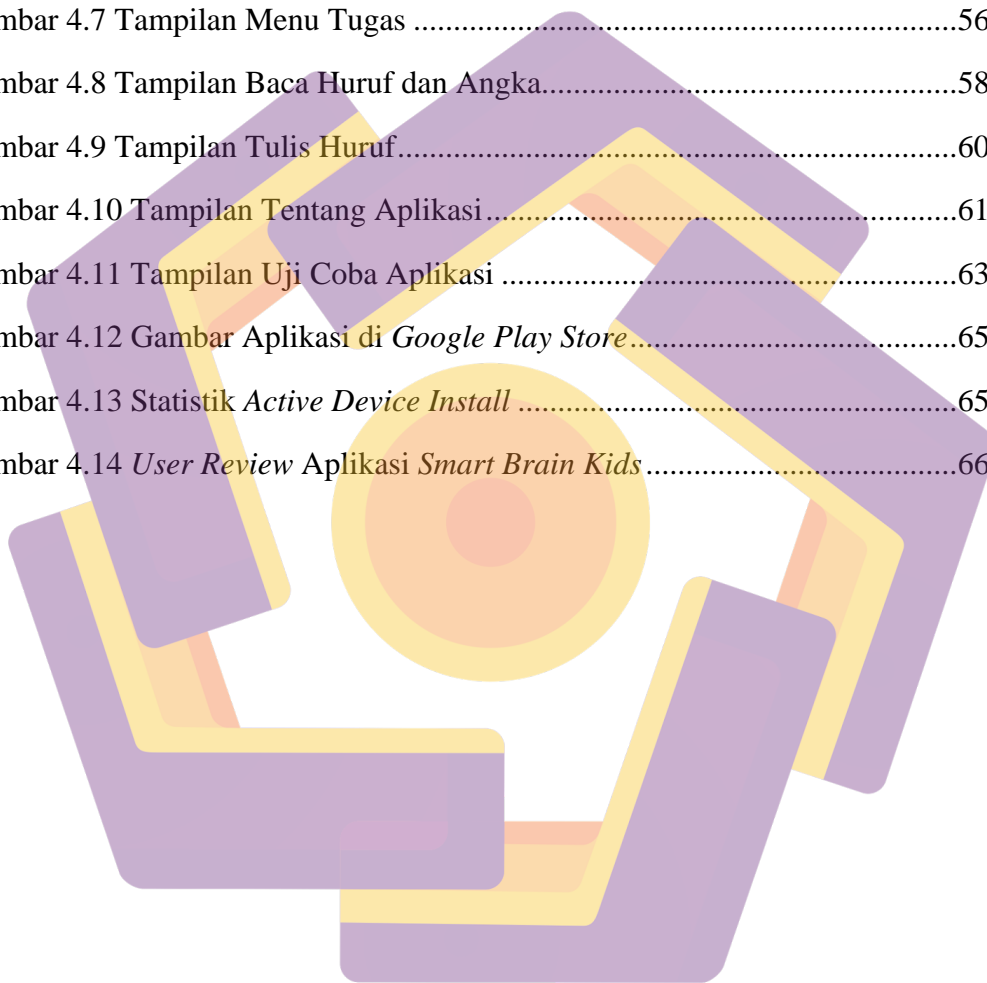 mbar 4.7 Tampilan Menu Tugas ....................................................................56
mbar 4.8 Tampilan Baca Huruf dan Angka....................................................58
mbar 4.9 Tampilan Tulis Huruf......................................................................60
mbar 4.10 Tampilan Tentang Aplikasi...........................................................61
mbar 4.11 Tampilan Uji Coba Aplikasi .........................................................63
mbar 4.12 Gambar Aplikasi di Google Play Store.........................................65
mbar 4.13 Statistik Active Device Install .......................................................65
mbar 4.14 User Review Aplikasi Smart Brain Kids.......................................66